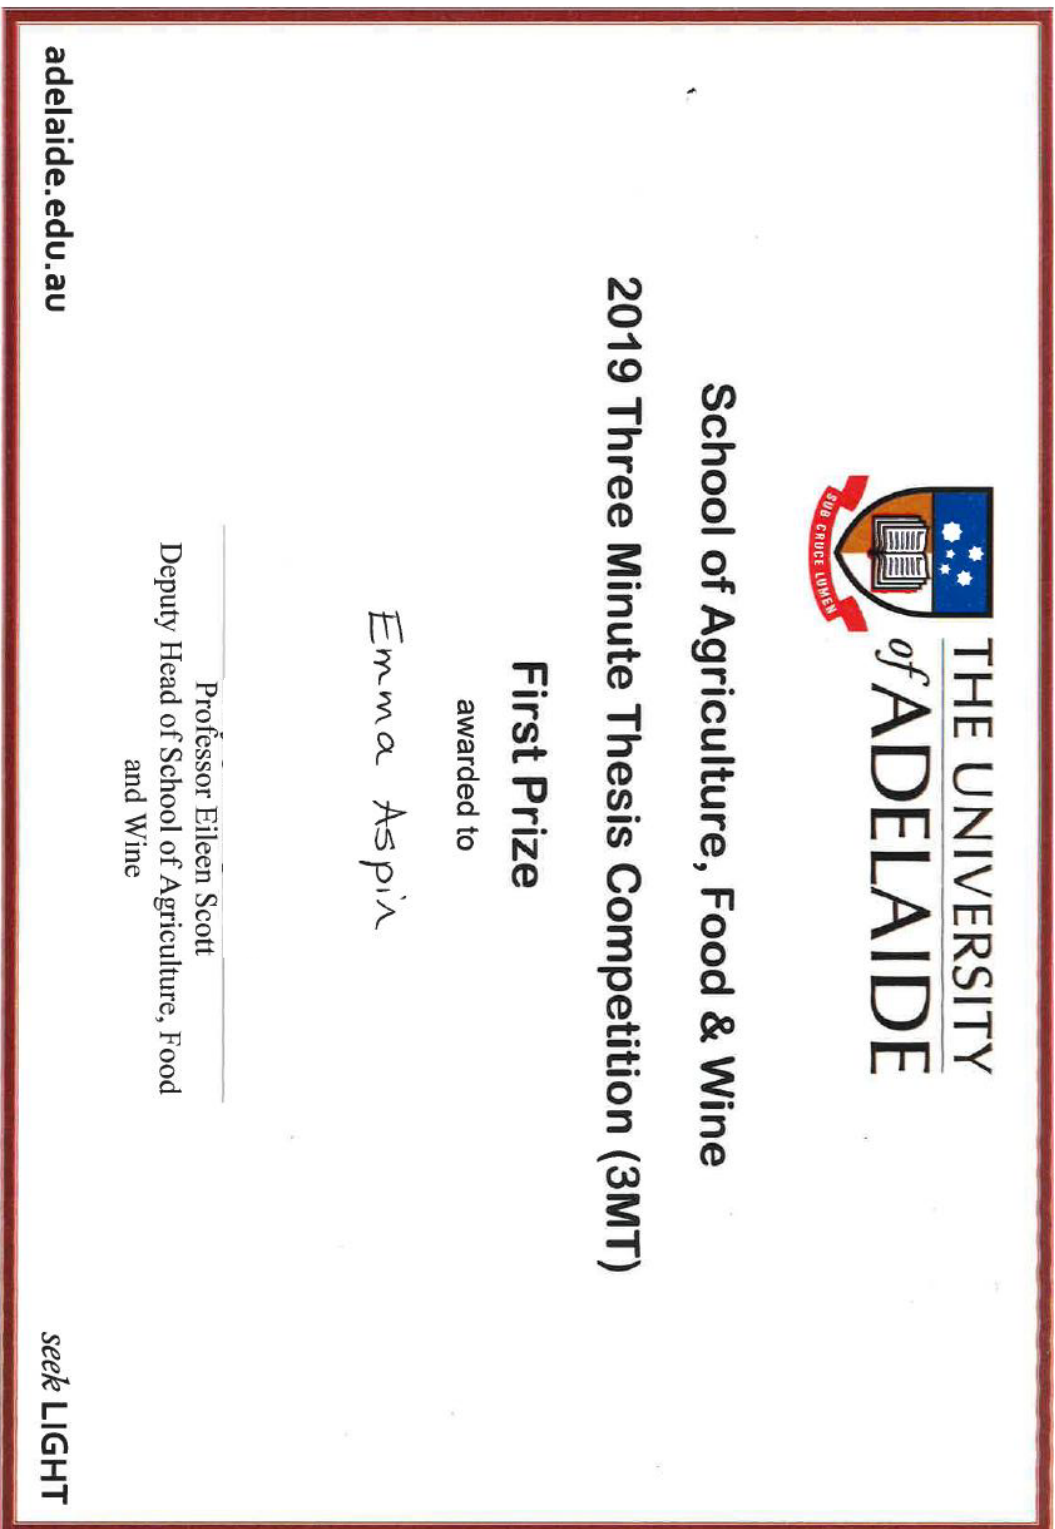 THE UNIVERSITY
of ADELAIDE
SUB CRUCE LUMEN
School of Agriculture, Food & Wine
2019 Three Minute Thesis Competition (3MT)
First Prize
awarded to
Emma Aspin
Professor Eileen Scott
Deputy Head of School of Agriculture, Food
and Wine
adelaide.edu.au
seek LIGHT